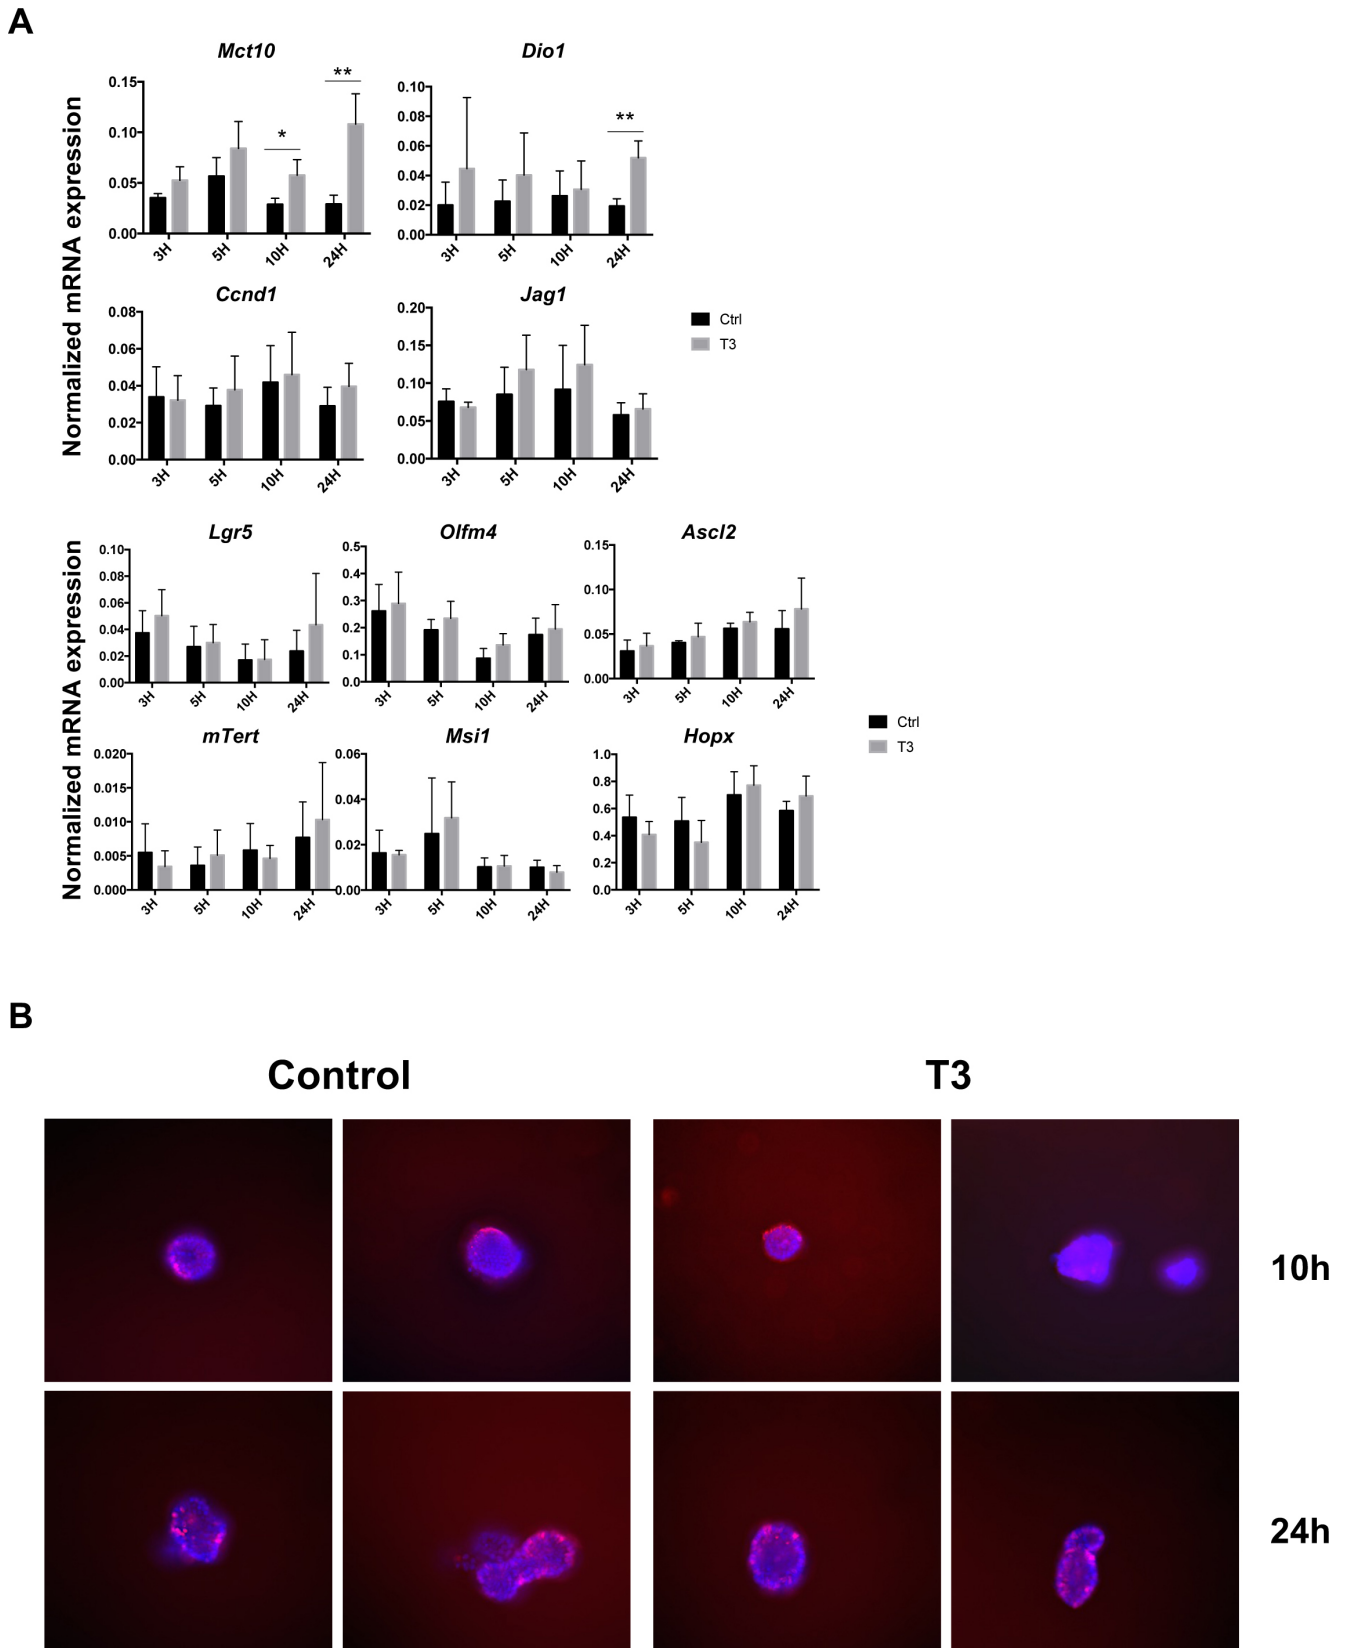 A
Mct10
Dio1
Normalized mRNA expression
0.15
0.10
0.05
0.00
**
*
3H
5H
10H
24H
0.10
0.08
0.06
0.04
0.02
0.00
**
3H
5H
10H
24H
Ccnd1
Jag1
0.08
0.06
0.04
0.02
0.00
3H
5H
10H
24H
0.20
0.15
0.10
0.05
0.00
3H
5H
10H
24H
Ctrl
T3
Lgr5
Olfm4
Ascl2
Normalized mRNA expression
0.10
0.08
0.06
0.04
0.02
0.00
3H
5H
10H
24H
0.5
0.4
0.3
0.2
0.1
0.0
3H
5H
10H
24H
0.15
0.10
0.05
0.00
3H
5H
10H
24H
mTert
Msi1
Hopx
0.020
0.015
0.010
0.005
0.000
3H
5H
10H
24H
0.06
0.04
0.02
0.00
3H
5H
10H
24H
1.0
0.8
0.6
0.4
0.2
0.0
3H
5H
10H
24H
Ctrl
T3
B
Control
T3
10h
24h